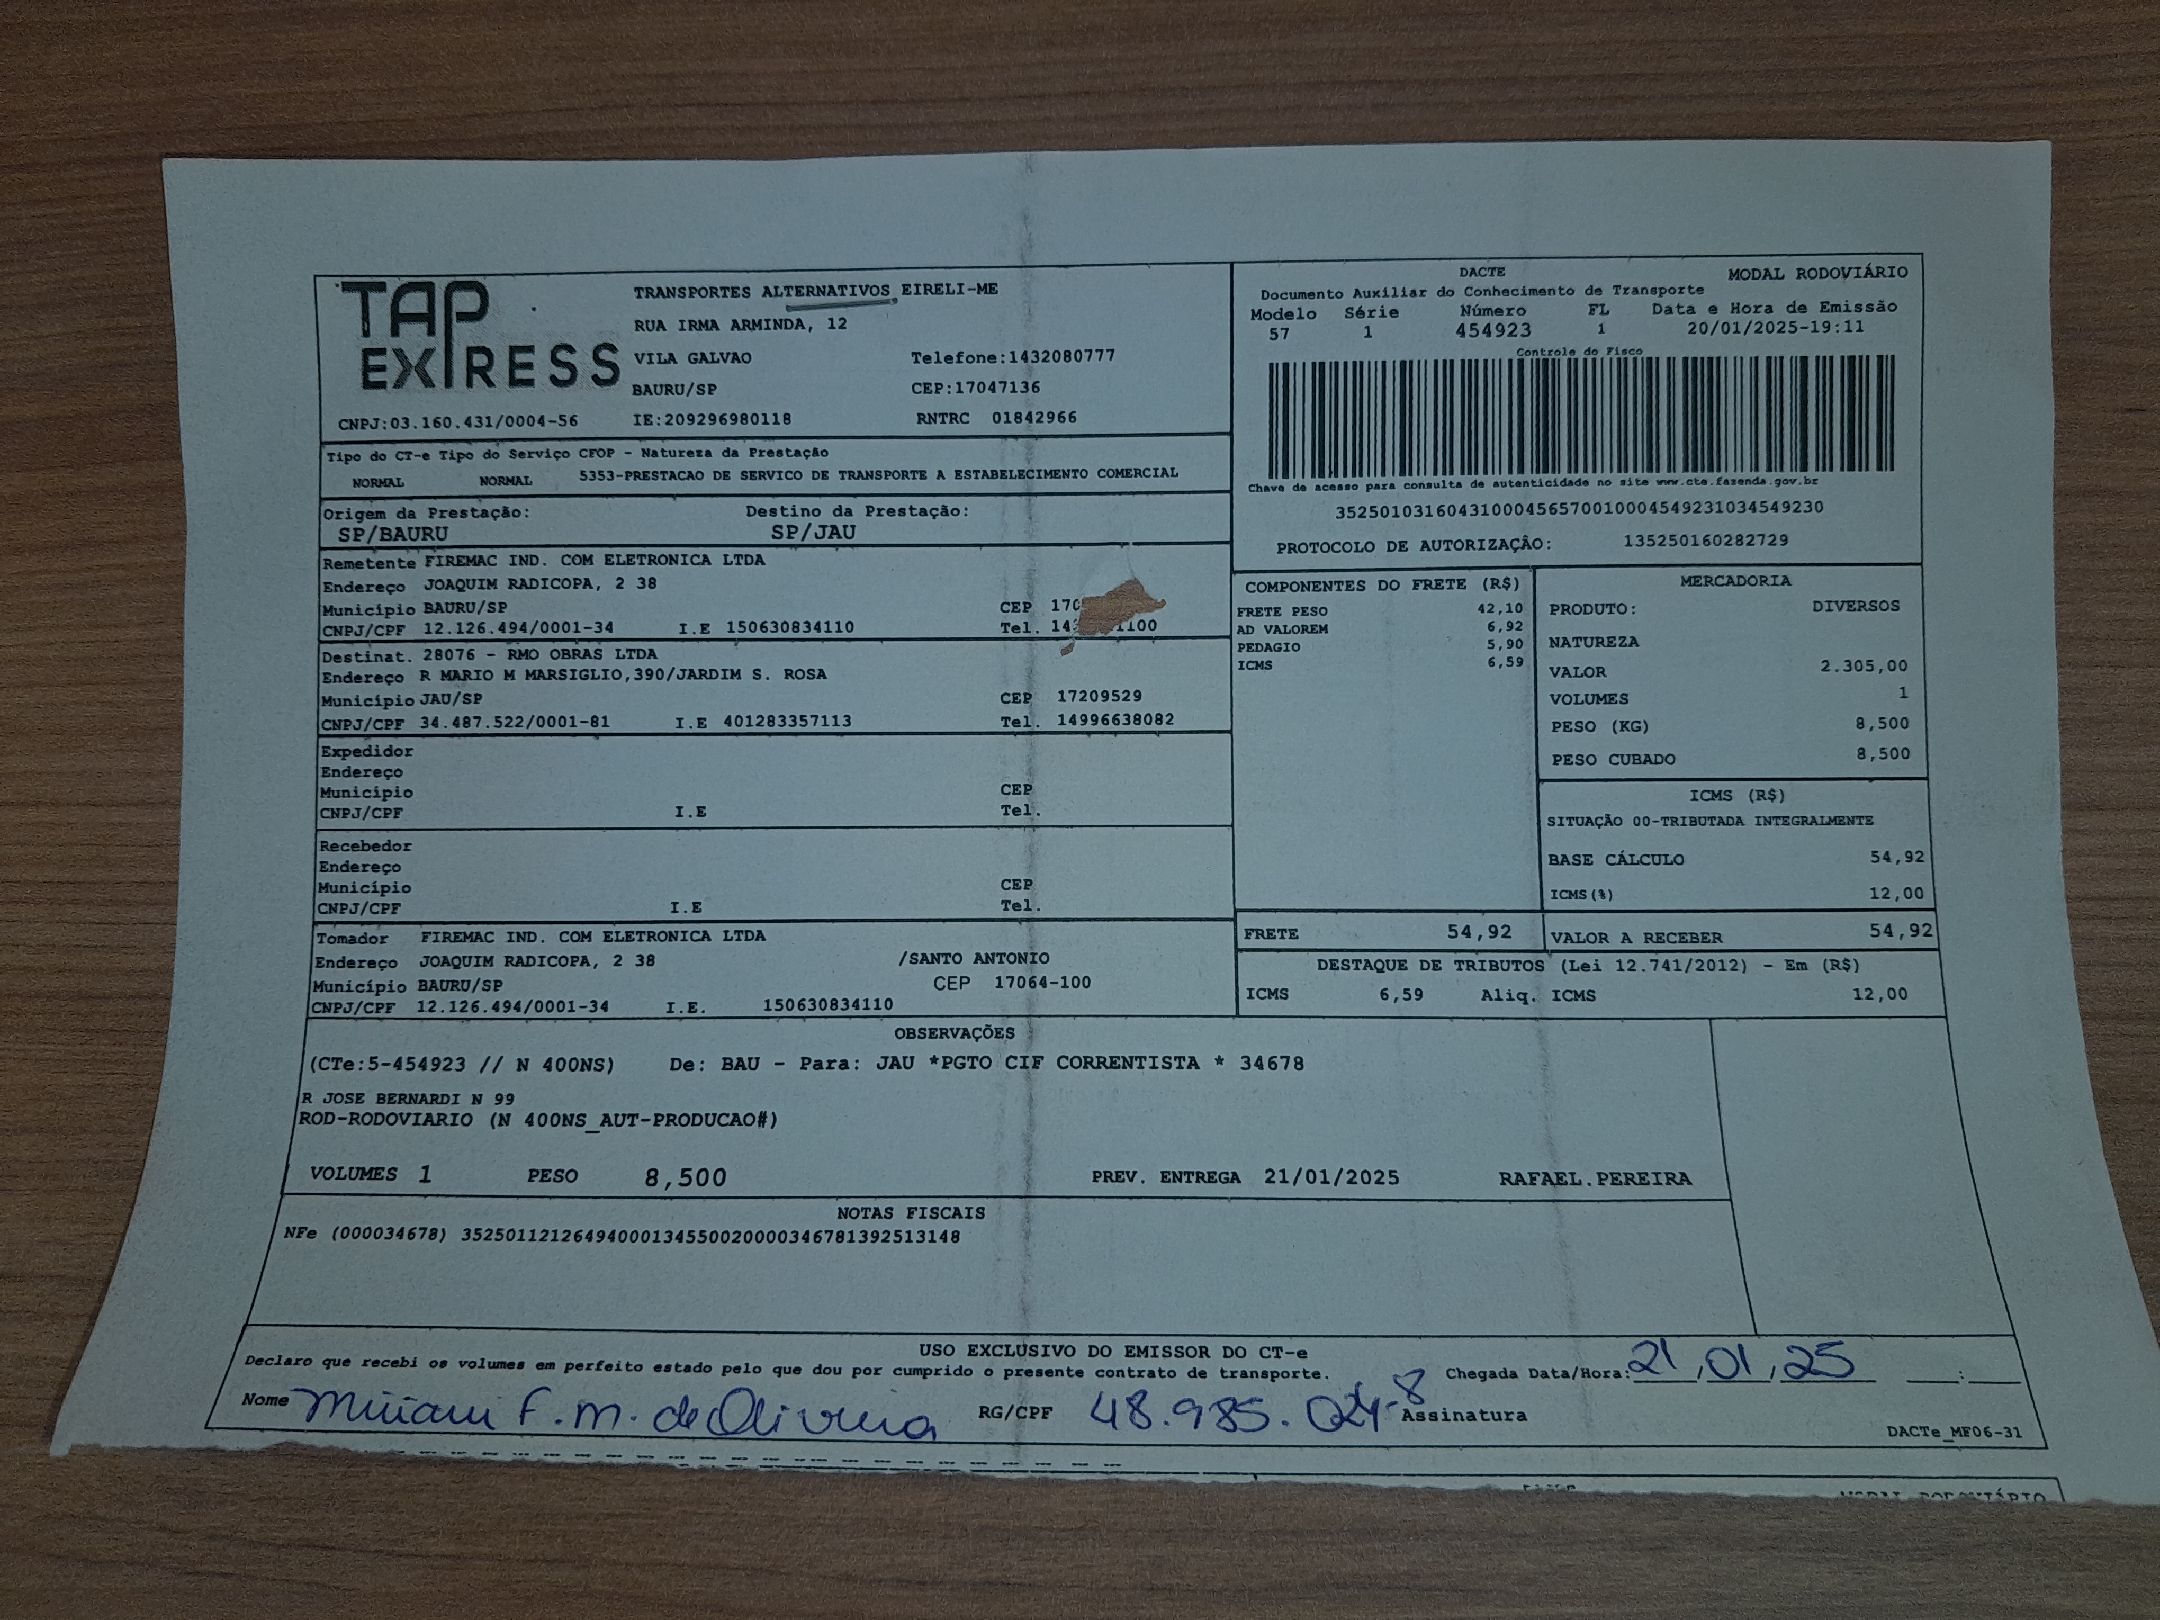 TAP EXPRESS
TRANSPORTES ALTERNATIVOS EIRELI-ME
RUA IRMA ARMINDA, 12
VILA GALVAO Telefone:1432080777
BAURU/SP CEP:17047136
CNPJ:03.160.431/0004-56 IE:209296980118 RNTRC 01842966
DACTE MODAL RODOVIÁRIO
Documento Auxiliar do Conhecimento de Transporte
Modelo Série Número FL Data e Hora de Emissão
57 1 454923 1 20/01/2025-19:11
Controle do Fisco
Chave de acesso para consulta de autenticidade no site www.cte.fazenda.gov.br
35250103160431000456570010004549231034549230
PROTOCOLO DE AUTORIZAÇÂO: 135250160282729
Tipo do CT-e Tipo do Serviço CFOP - Natureza da Prestação
NORMAL NORMAL 5353-PRESTACAO DE SERVICO DE TRANSPORTE A ESTABELECIMENTO COMERCIAL
Origem da Prestação: Destino da Prestação:
SP/BAURU SP/JAU
Remetente FIREMAC IND. COM ELETRONICA LTDA
Endereço JOAQUIM RADICOPA, 2 38
Município BAURU/SP CEP 170
CNPJ/CPF 12.126.494/0001-34 I.E 150630834110 Tel. 14 1100
Destinat. 28076 - RMO OBRAS LTDA
Endereço R MARIO M MARSIGLIO,390/JARDIM S. ROSA
Município JAU/SP CEP 17209529
CNPJ/CPF 34.487.522/0001-81 I.E 401283357113 Tel. 14996638082
Expedidor
Endereço
Município CEP
CNPJ/CPF I.E Tel.
Recebedor
Endereço
Município CEP
CNPJ/CPF I.E Tel.
Tomador FIREMAC IND. COM ELETRONICA LTDA
Endereço JOAQUIM RADICOPA, 2 38 /SANTO ANTONIO
Município BAURU/SP CEP 17064-100
CNPJ/CPF 12.126.494/0001-34 I.E. 150630834110
COMPONENTES DO FRETE (R$)
FRETE PESO 42,10
AD VALOREM 6,92
PEDAGIO 5,90
ICMS 6,59
MERCADORIA
PRODUTO: DIVERSOS
NATUREZA
VALOR 2.305,00
VOLUMES 1
PESO (KG) 8,500
PESO CUBADO 8,500
ICMS (R$)
SITUAÇÃO 00-TRIBUTADA INTEGRALMENTE
BASE CÁLCULO 54,92
ICMS(%) 12,00
FRETE 54,92 VALOR A RECEBER 54,92
DESTAQUE DE TRIBUTOS (Lei 12.741/2012) - Em (R$)
ICMS 6,59 Aliq. ICMS 12,00
OBSERVAÇÕES
(CTe:5-454923 // N 400NS) De: BAU - Para: JAU *PGTO CIF CORRENTISTA * 34678
R JOSE BERNARDI N 99
ROD-RODOVIARIO (N 400NS_AUT-PRODUCAO#)
VOLUMES 1 PESO 8,500 PREV. ENTREGA 21/01/2025 RAFAEL.PEREIRA
NOTAS FISCAIS
NFe (000034678) 35250112126494000134550020000346781392513148
USO EXCLUSIVO DO EMISSOR DO CT-e
Declaro que recebi os volumes em perfeito estado pelo que dou por cumprido o presente contrato de transporte. Chegada Data/Hora: 21,01,25 :
Nome Miriam F. M. de Oliveira RG/CPF 48.985.024-8 Assinatura
DACTe_MF06-31